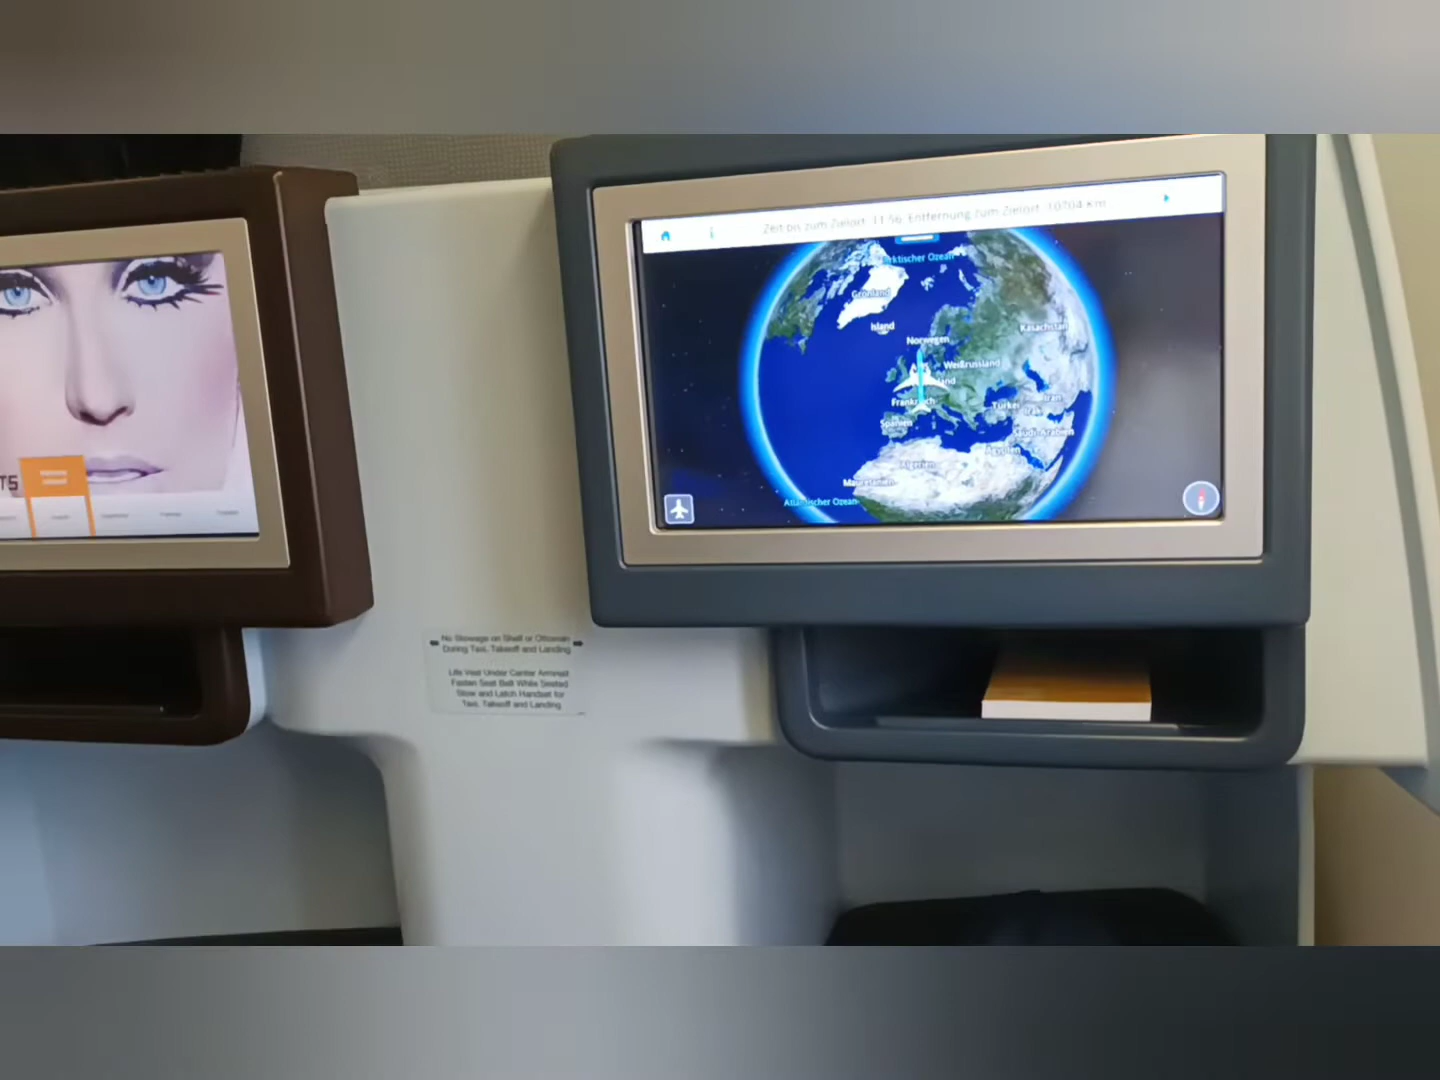 Zeit bis zum Zielort: 11:56, Entfernung zum Zielort: 10704 Km
Arktischer Ozean
Grönland
Island
Kasachstan
Norwegen
Weißrussland
Frankreich
Iran
Türkei
Irak
Spanien
Saudi-Arabien
Ägypten
Algerien
Mauretanien
Atlantischer Ozean
TS
No Stowage on Shelf or Ottoman
During Taxi, Takeoff and Landing
Life Vest Under Center Armrest
Fasten Seat Belt While Seated
Stow and Latch Handset for
Taxi, Takeoff and Landing